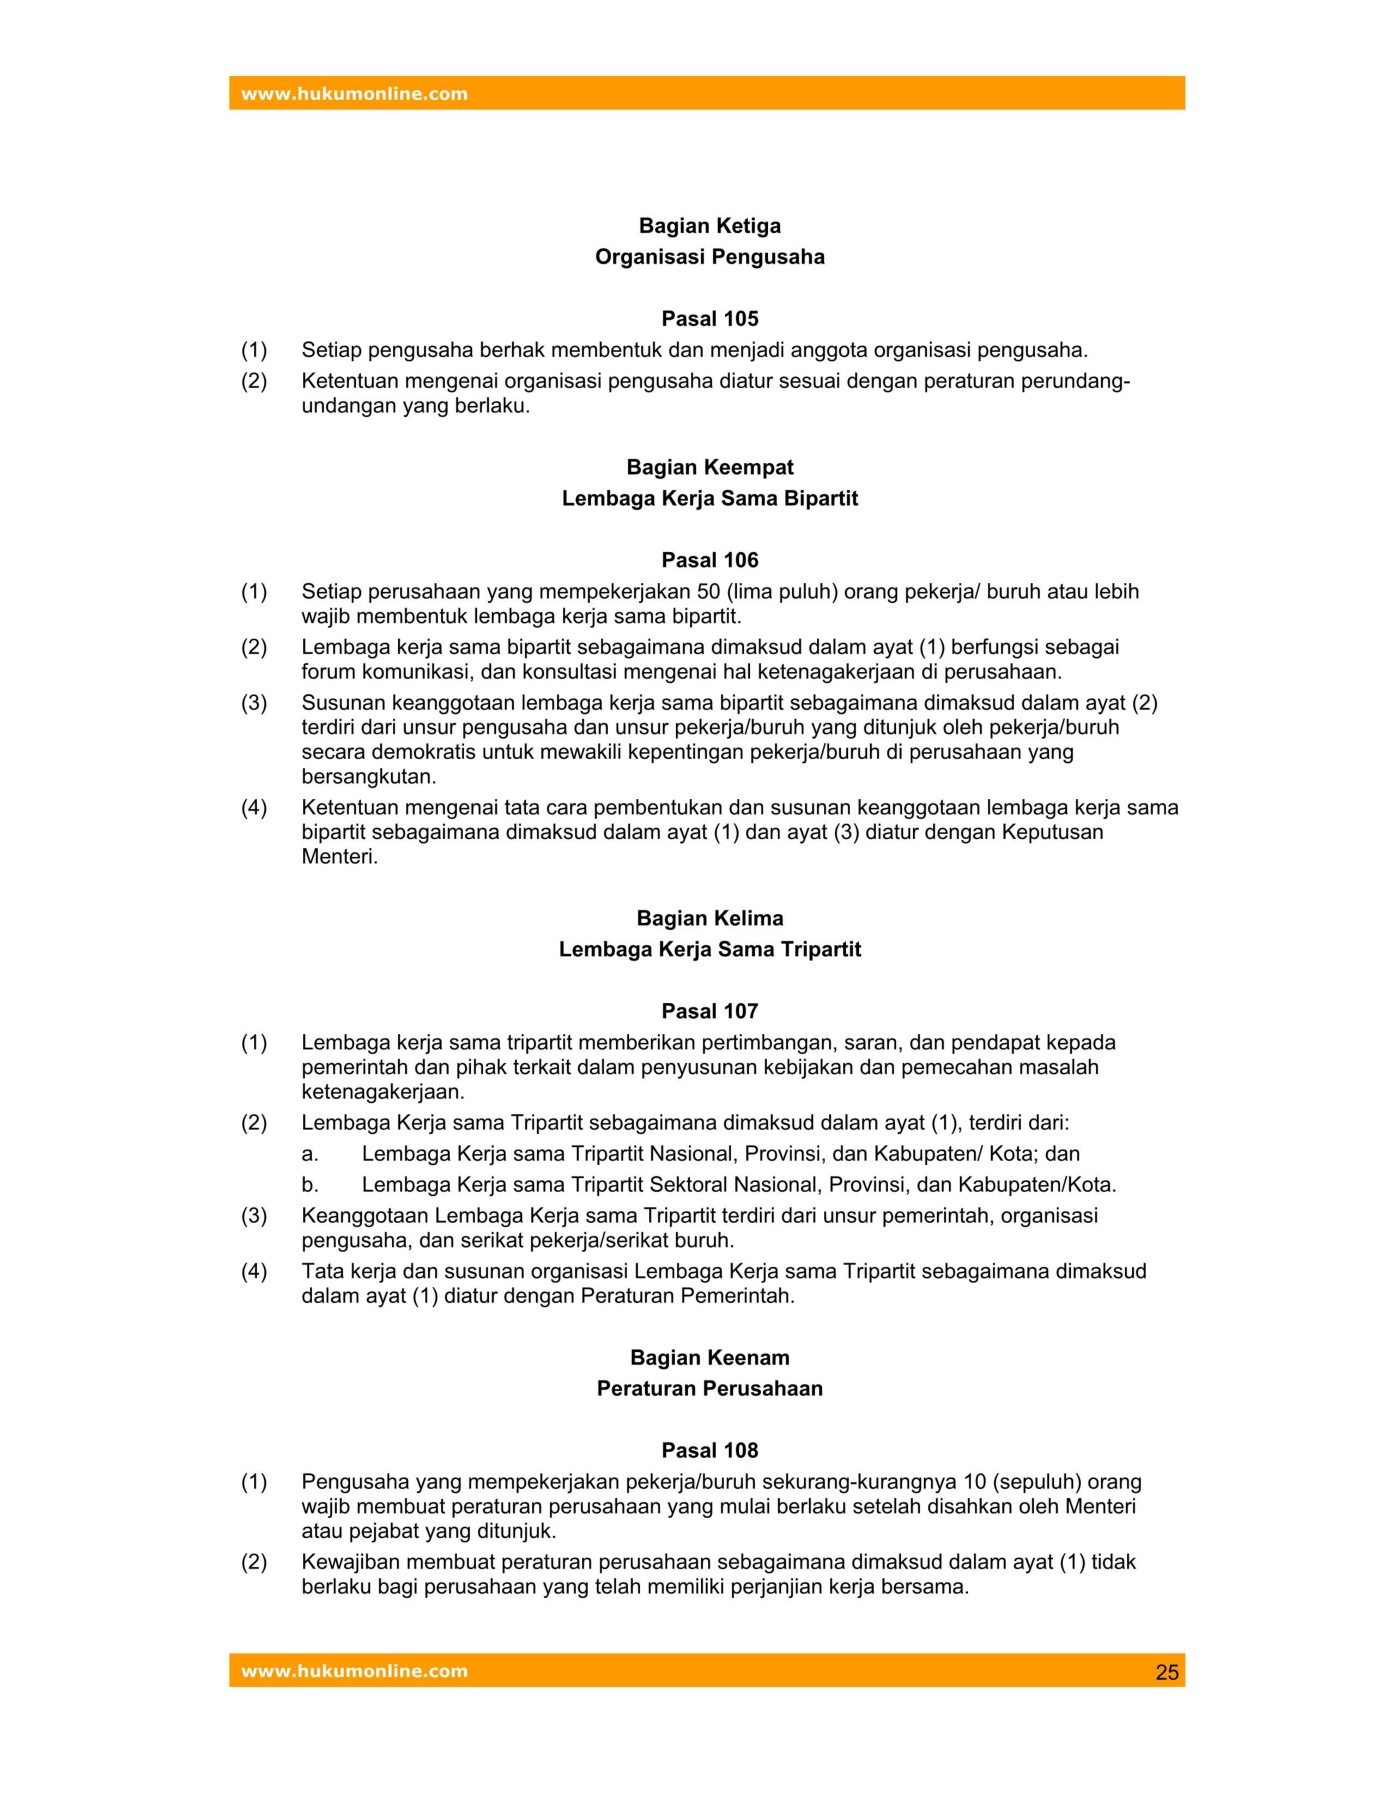 www.hukumonline.com
Bagian Ketiga
Organisasi Pengusaha
Pasal 105
(1) Setiap pengusaha berhak membentuk dan menjadi anggota organisasi pengusaha.
(2) Ketentuan mengenai organisasi pengusaha diatur sesuai dengan peraturan perundang-
undangan yang berlaku.
Bagian Keempat
Lembaga Kerja Sama Bipartit
Pasal 106
(1) Setiap perusahaan yang mempekerjakan 50 (lima puluh) orang pekerja/ buruh atau lebih
wajib membentuk lembaga kerja sama bipartit.
(2) Lembaga kerja sama bipartit sebagaimana dimaksud dalam ayat (1) berfungsi sebagai
forum komunikasi, dan konsultasi mengenai hal ketenagakerjaan di perusahaan.
(3) Susunan keanggotaan lembaga kerja sama bipartit sebagaimana dimaksud dalam ayat (2)
terdiri dari unsur pengusaha dan unsur pekerja/buruh yang ditunjuk oleh pekerja/buruh
secara demokratis untuk mewakili kepentingan pekerja/buruh di perusahaan yang
bersangkutan.
(4) Ketentuan mengenai tata cara pembentukan dan susunan keanggotaan lembaga kerja sama
bipartit sebagaimana dimaksud dalam ayat (1) dan ayat (3) diatur dengan Keputusan
Menteri.
Bagian Kelima
Lembaga Kerja Sama Tripartit
Pasal 107
(1) Lembaga kerja sama tripartit memberikan pertimbangan, saran, dan pendapat kepada
pemerintah dan pihak terkait dalam penyusunan kebijakan dan pemecahan masalah
ketenagakerjaan.
(2) Lembaga Kerja sama Tripartit sebagaimana dimaksud dalam ayat (1), terdiri dari:
a. Lembaga Kerja sama Tripartit Nasional, Provinsi, dan Kabupaten/ Kota; dan
b. Lembaga Kerja sama Tripartit Sektoral Nasional, Provinsi, dan Kabupaten/Kota.
(3) Keanggotaan Lembaga Kerja sama Tripartit terdiri dari unsur pemerintah, organisasi
pengusaha, dan serikat pekerja/serikat buruh.
(4) Tata kerja dan susunan organisasi Lembaga Kerja sama Tripartit sebagaimana dimaksud
dalam ayat (1) diatur dengan Peraturan Pemerintah.
Bagian Keenam
Peraturan Perusahaan
Pasal 108
(1) Pengusaha yang mempekerjakan pekerja/buruh sekurang-kurangnya 10 (sepuluh) orang
wajib membuat peraturan perusahaan yang mulai berlaku setelah disahkan oleh Menteri
atau pejabat yang ditunjuk.
(2) Kewajiban membuat peraturan perusahaan sebagaimana dimaksud dalam ayat (1) tidak
berlaku bagi perusahaan yang telah memiliki perjanjian kerja bersama.
www.hukumonline.com 25